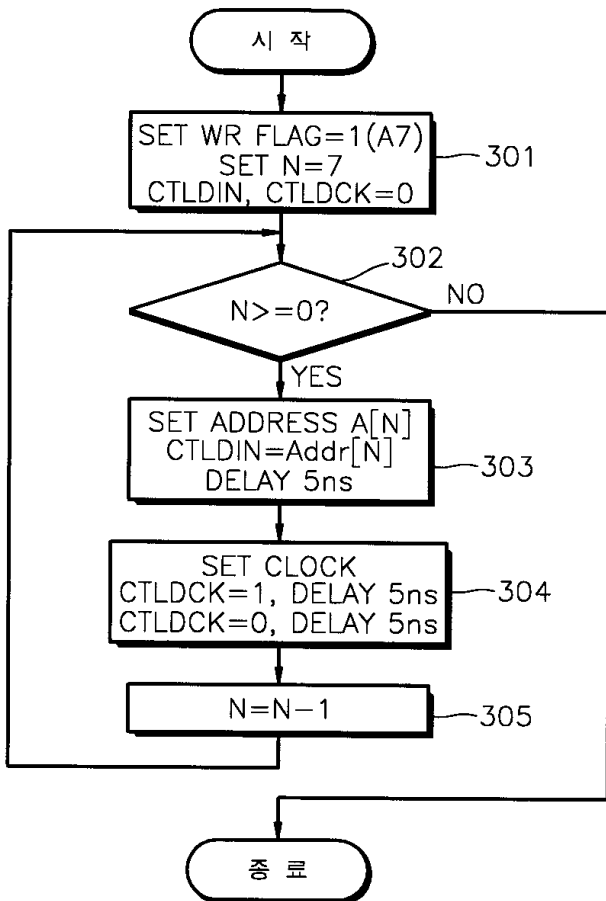 시 작
SET WR FLAG=1(A7)
SET N=7
CTLDIN, CTLDCK=0
301
302
N>=0?
NO
YES
SET ADDRESS A[N]
CTLDIN=Addr[N]
DELAY 5ns
303
SET CLOCK
CTLDCK=1, DELAY 5ns
CTLDCK=0, DELAY 5ns
304
N=N-1
305
종 료